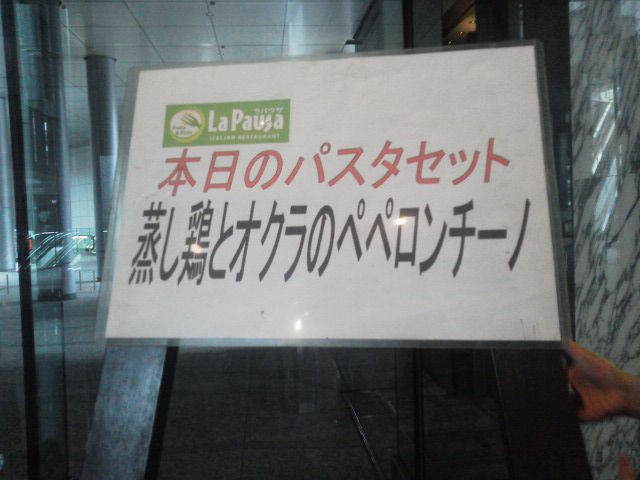 ラパウザ
La Pausa
ITALIAN RESTAURANT
本日のパスタセット
蒸し鶏とオクラのペペロンチーノ